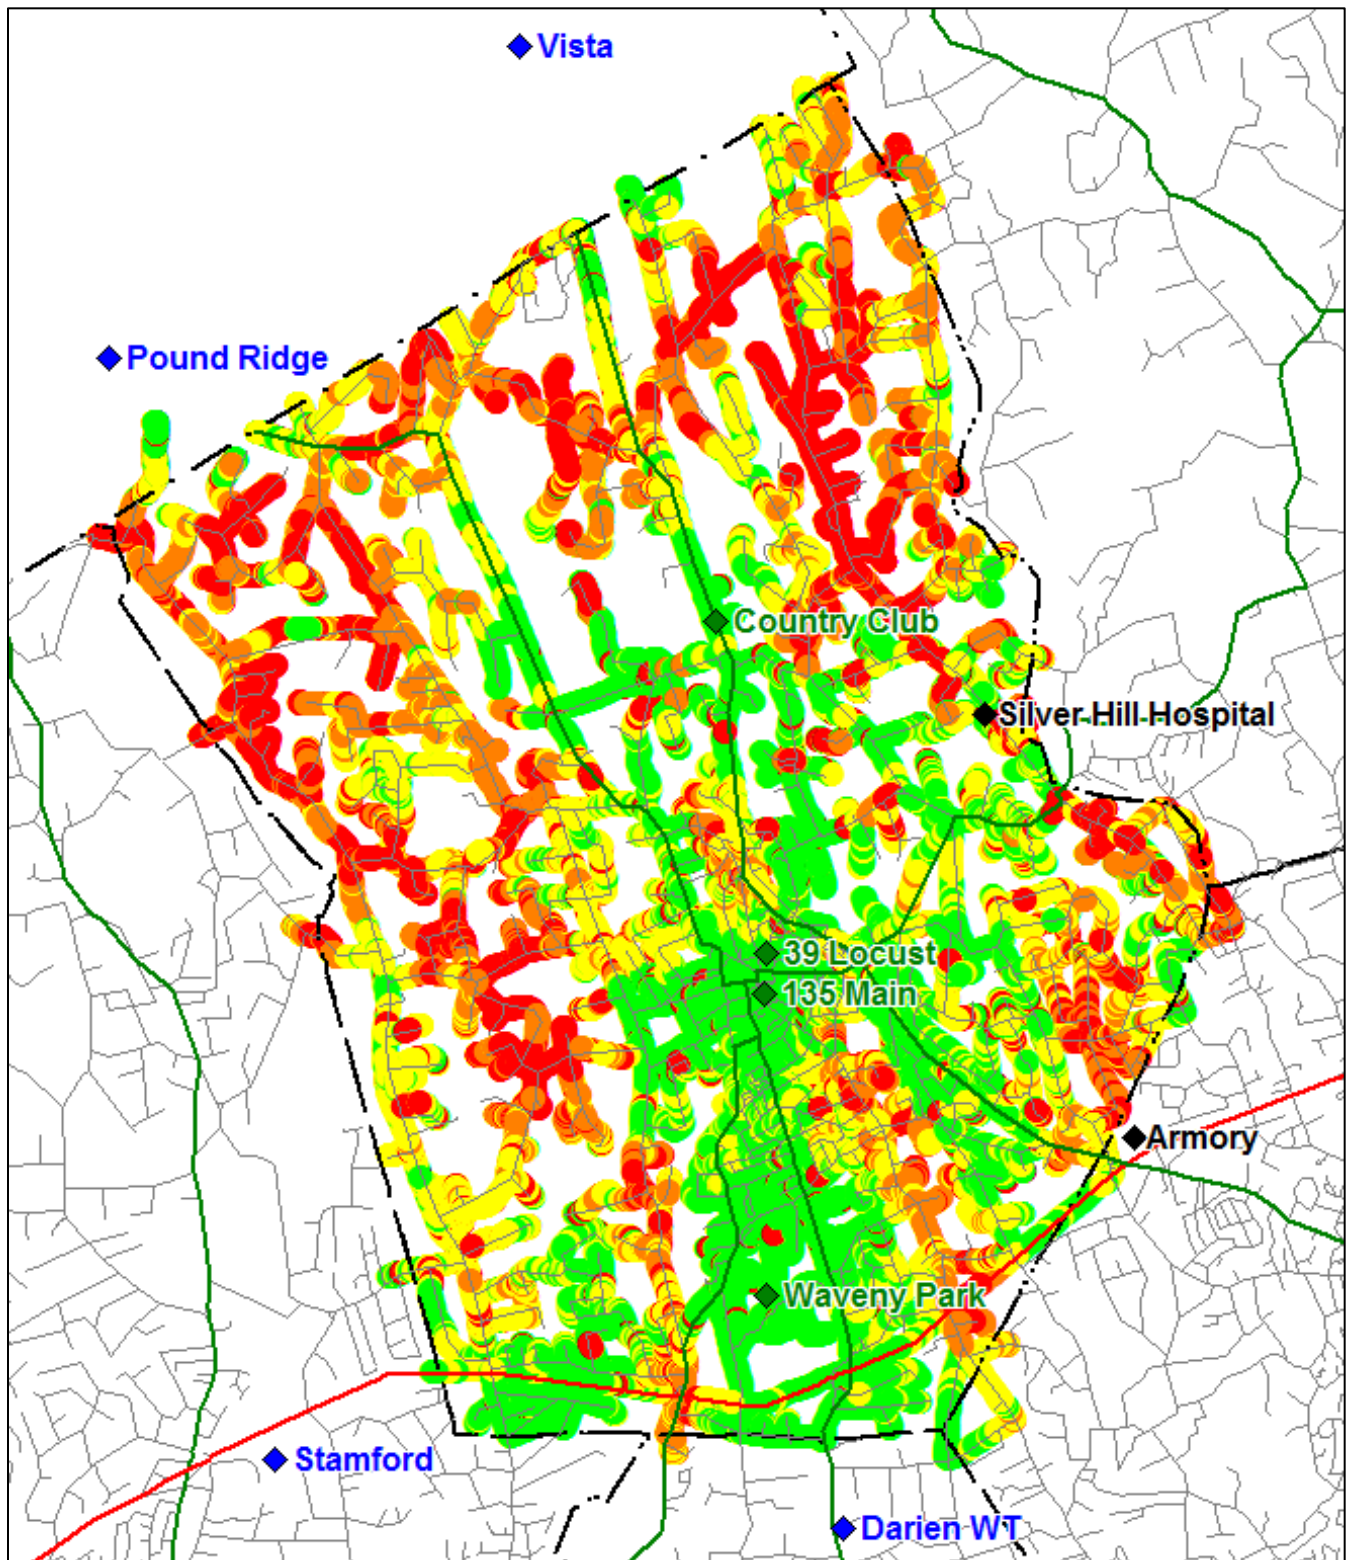 Vista
Pound Ridge
Country Club
Silver Hill Hospital
39 Locust
135 Main
Armory
Waveny Park
Stamford
Darien WT